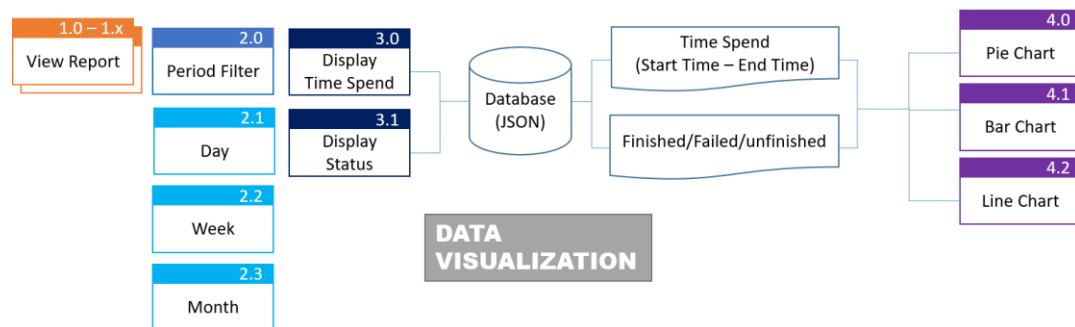 1.0 – 1.x
View Report
2.0
Period Filter
2.1
Day
2.2
Week
2.3
Month
3.0
Display
Time Spend
3.1
Display
Status
Database
(JSON)
Time Spend
(Start Time – End Time)
Finished/Failed/unfinished
4.0
Pie Chart
4.1
Bar Chart
4.2
Line Chart
DATA
VISUALIZATION